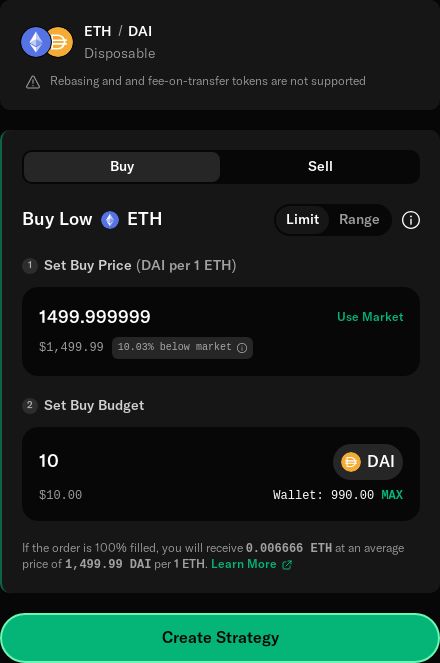 ETH / DAI
Disposable
Rebasing and and fee-on-transfer tokens are not supported
Buy Sell
Buy Low ETH Limit Range
1 Set Buy Price (DAI per 1 ETH)
1499.999999 Use Market
$1,499.99 10.03% below market
2 Set Buy Budget
10 DAI
$10.00 Wallet: 990.00 MAX
If the order is 100% filled, you will receive 0.006666 ETH at an average
price of 1,499.99 DAI per 1 ETH. Learn More
Create Strategy